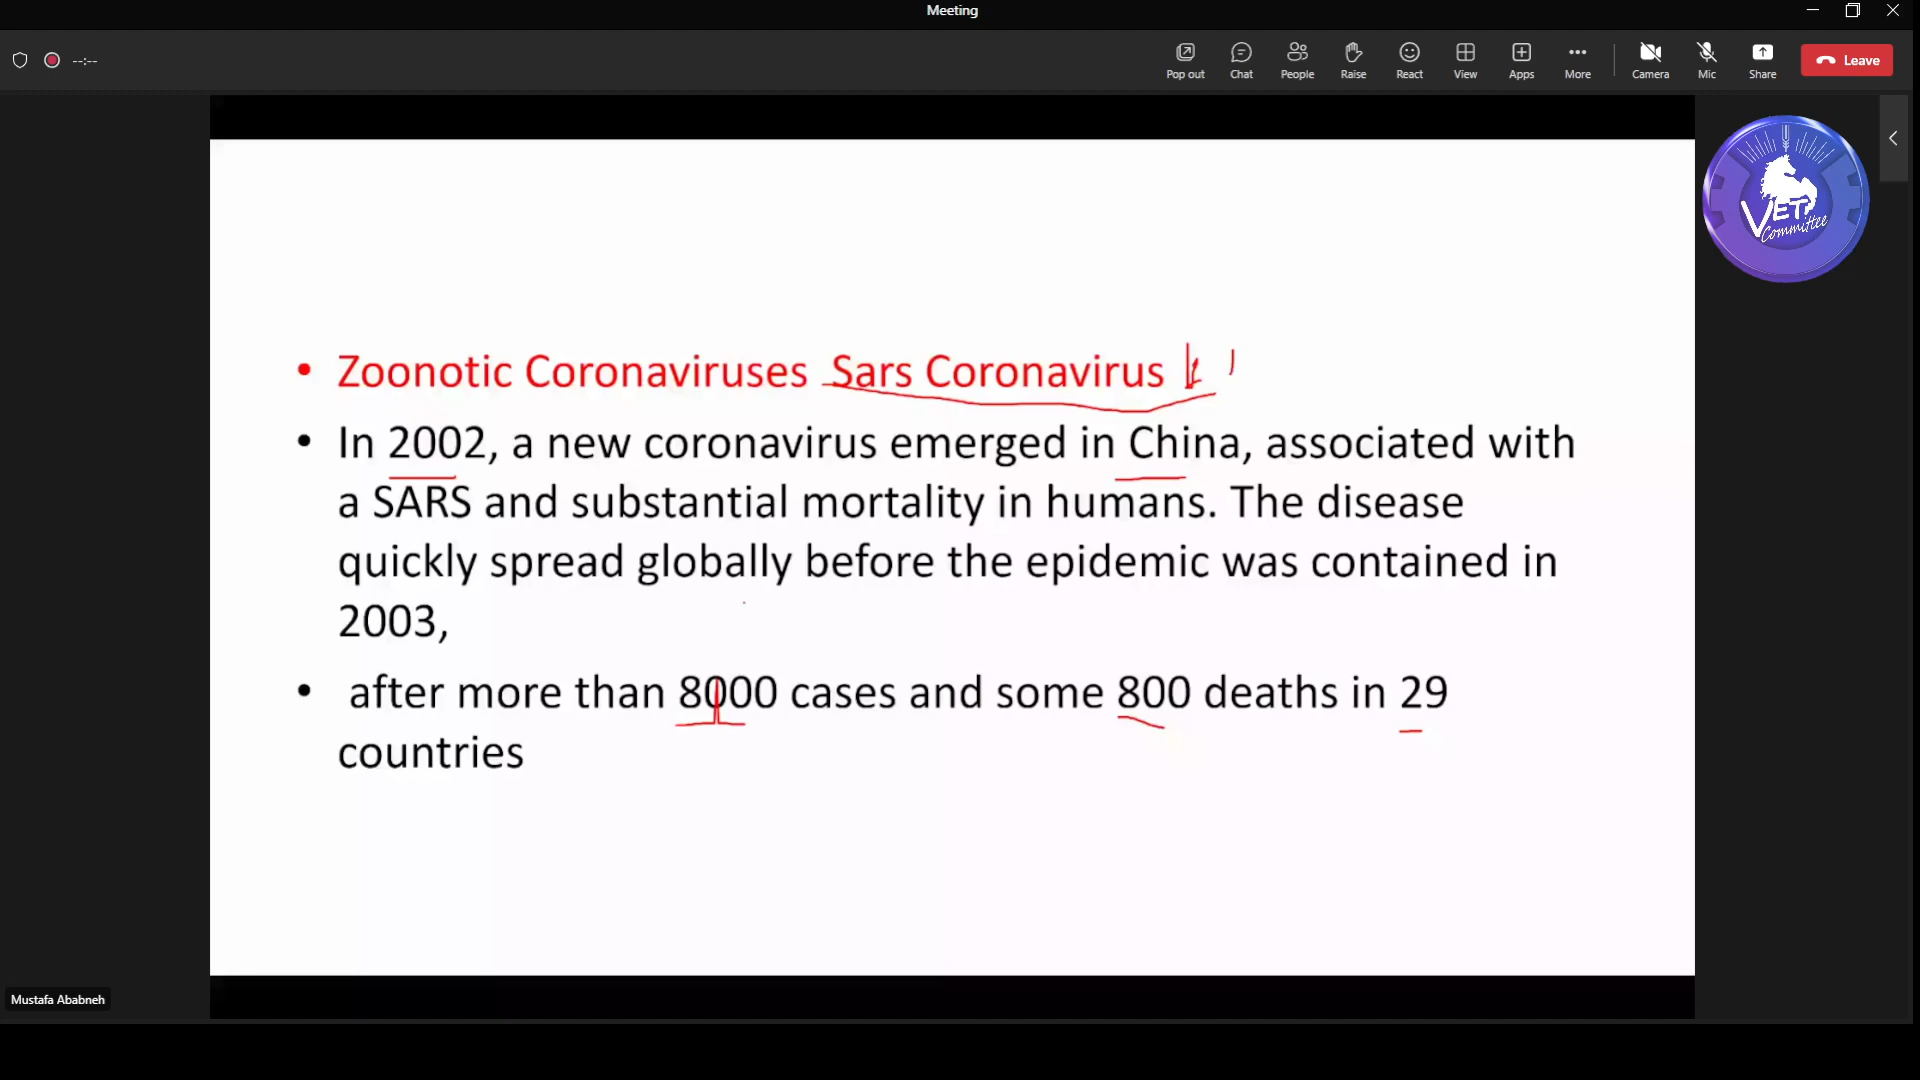 Meeting
--:--
Pop out Chat People Raise React View Apps More Camera Mic Share Leave
VET
Committee
• Zoonotic Coronaviruses Sars Coronavirus
• In 2002, a new coronavirus emerged in China, associated with
a SARS and substantial mortality in humans. The disease
quickly spread globally before the epidemic was contained in
2003,
• after more than 8000 cases and some 800 deaths in 29
countries
Mustafa Ababneh